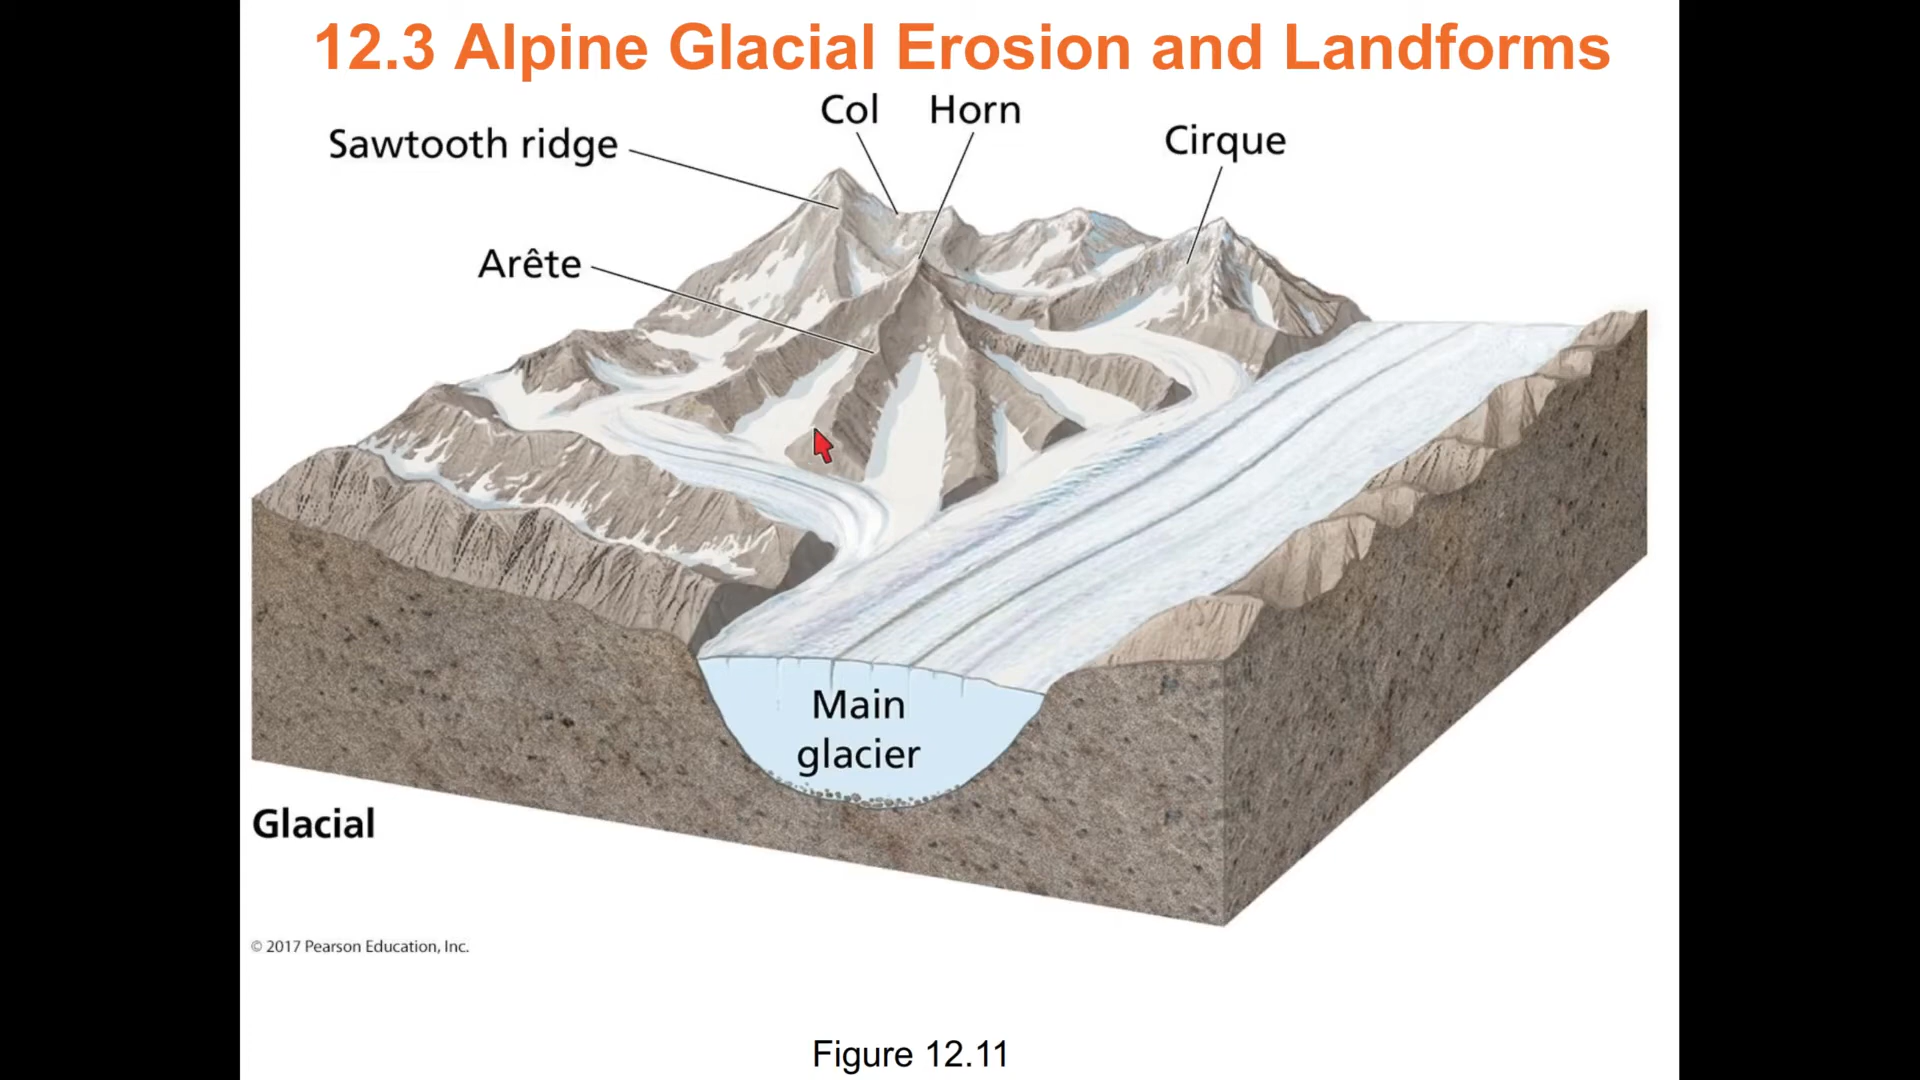 12.3 Alpine Glacial Erosion and Landforms
Col
Horn
Sawtooth ridge
Cirque
Arête
Main
glacier
Glacial
© 2017 Pearson Education, Inc.
Figure 12.11